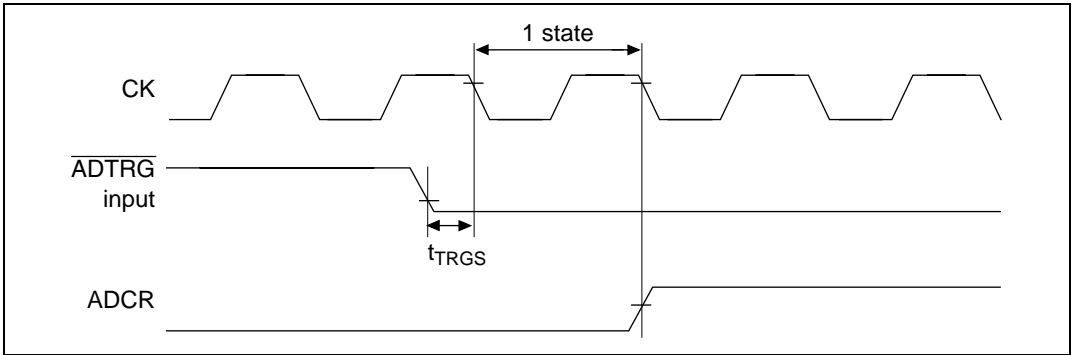 1 state
CK
ADTRG
input
tTRGS
ADCR